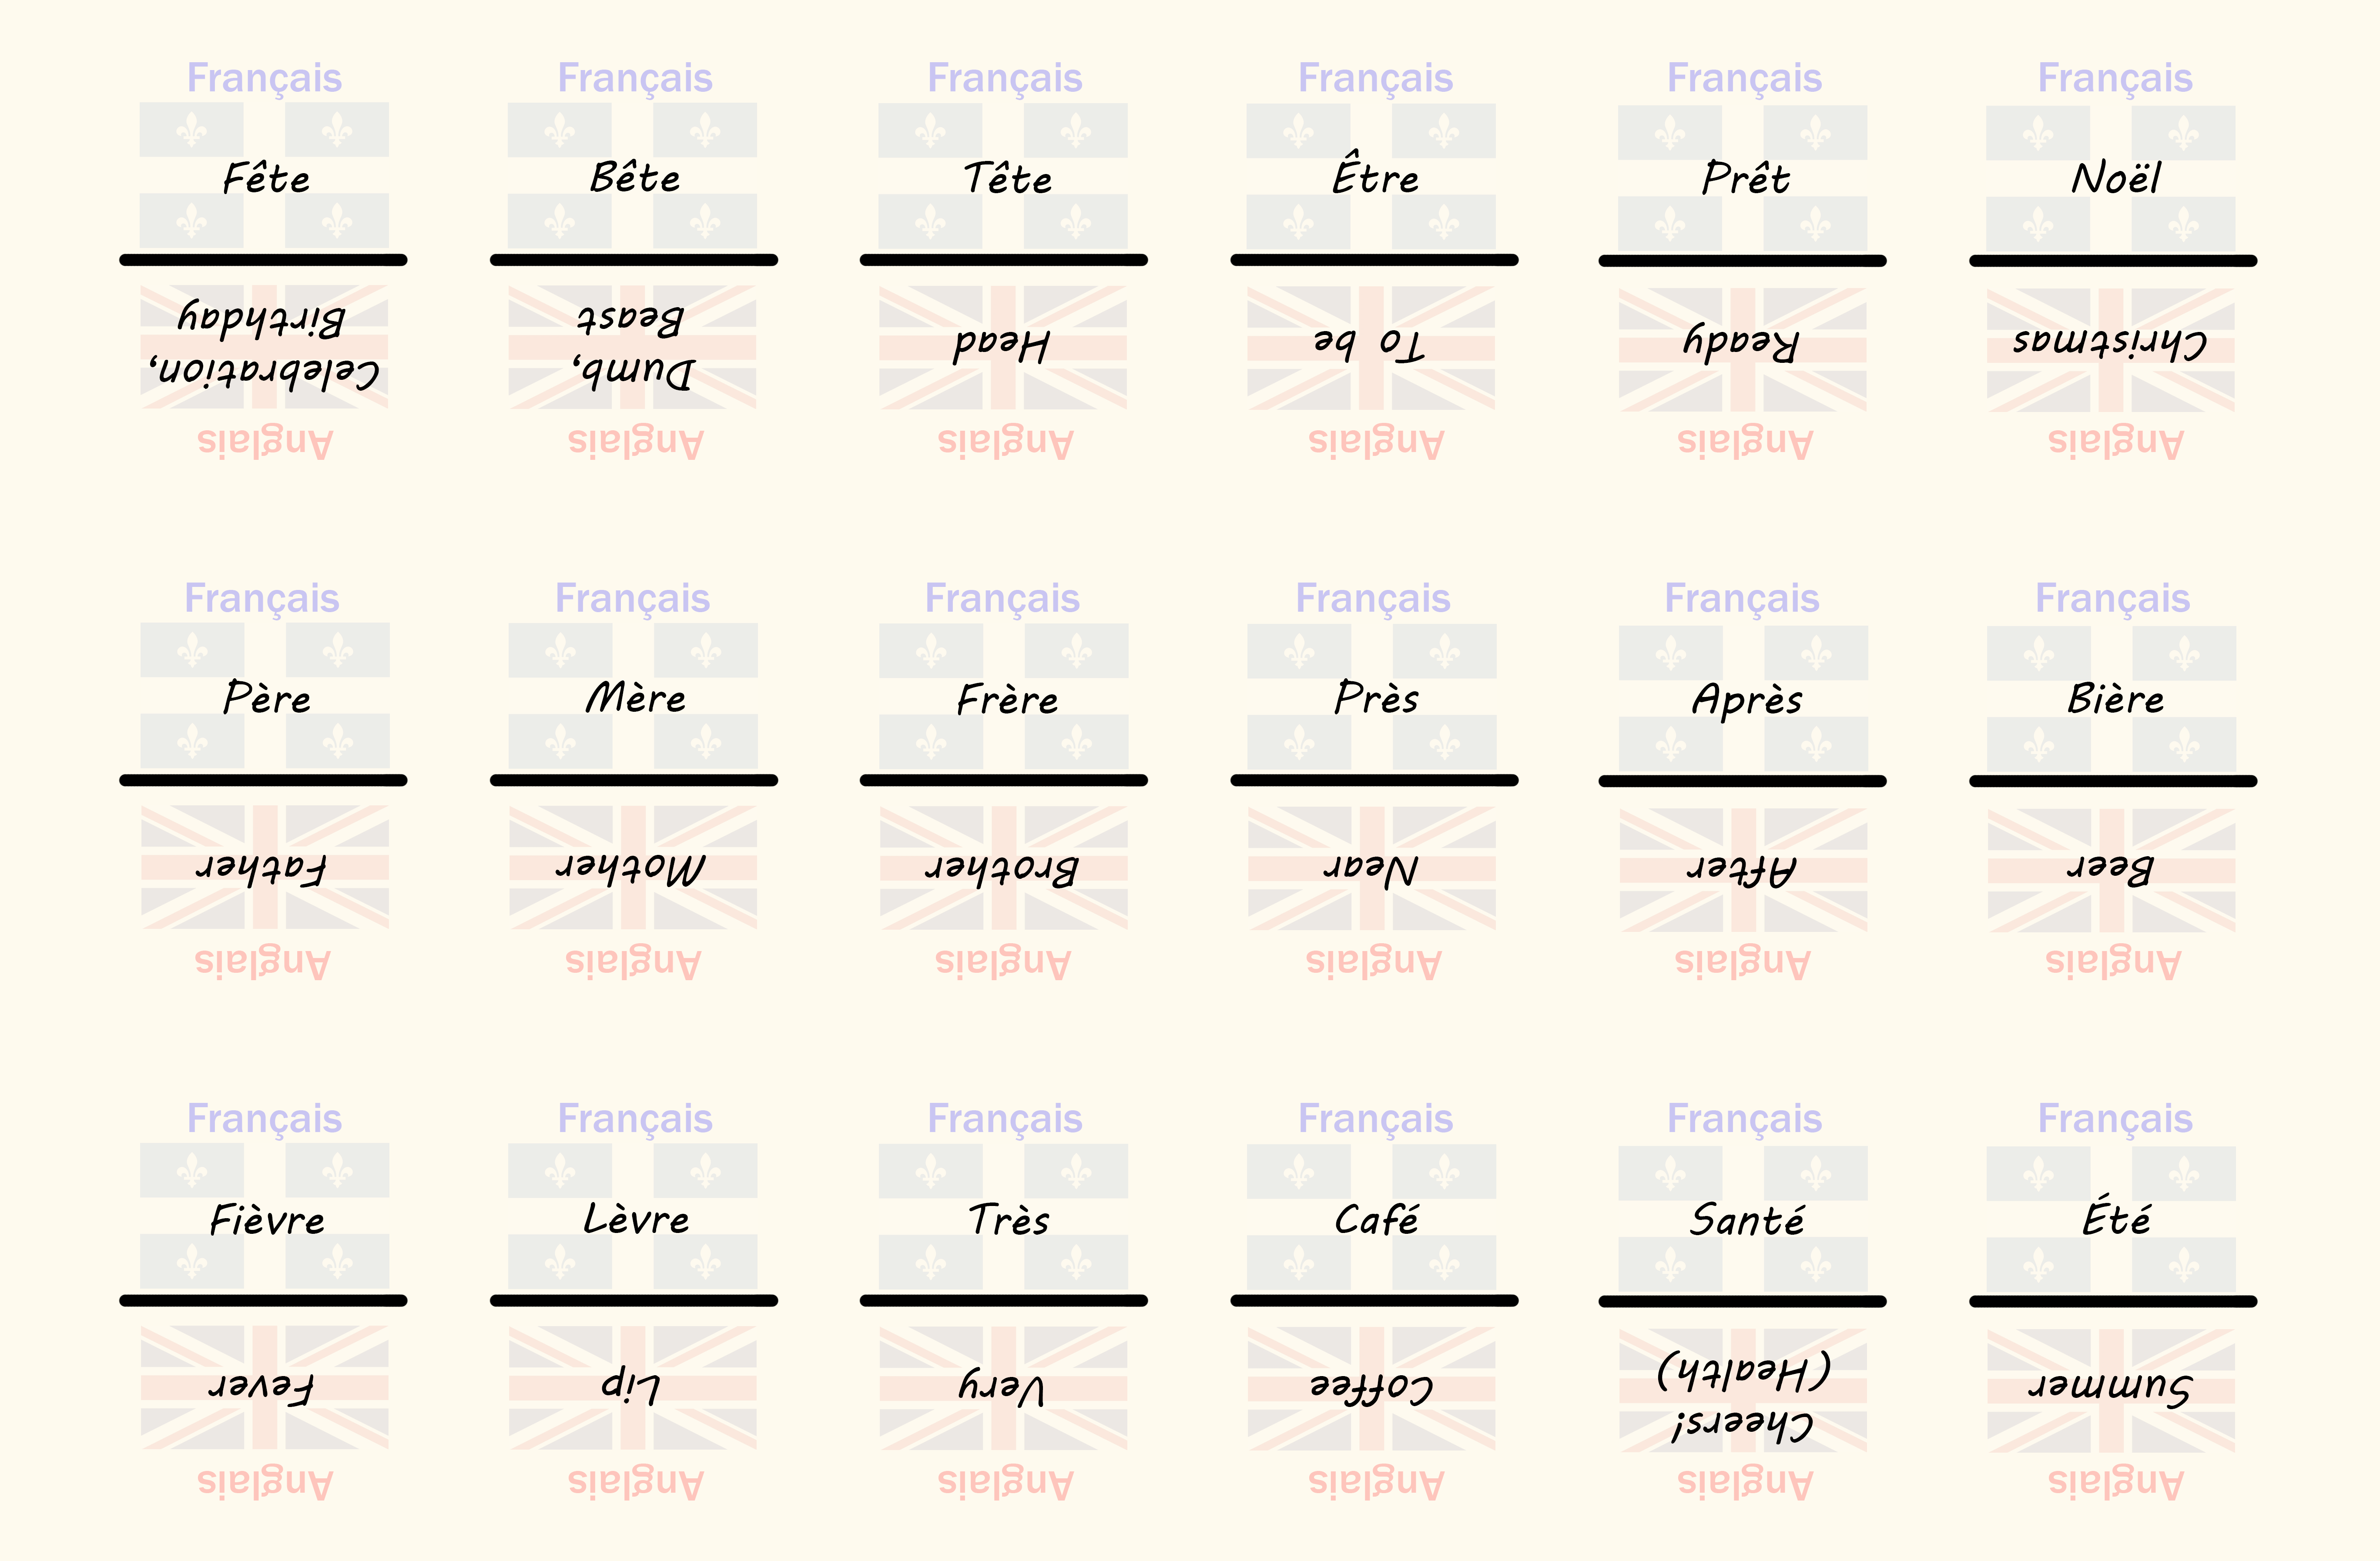 Français
Fête
Celebration,
Birthday
Anglais
Français
Bête
Dumb,
Beast
Anglais
Français
Tête
Head
Anglais
Français
Être
To be
Anglais
Français
Prêt
Ready
Anglais
Français
Noël
Christmas
Anglais
Français
Père
Father
Anglais
Français
Mère
Mother
Anglais
Français
Frère
Brother
Anglais
Français
Près
Near
Anglais
Français
Après
After
Anglais
Français
Bière
Beer
Anglais
Français
Fièvre
Fever
Anglais
Français
Lèvre
Lip
Anglais
Français
Très
Very
Anglais
Français
Café
Coffee
Anglais
Français
Santé
Cheers!
(Health)
Anglais
Français
Été
Summer
Anglais